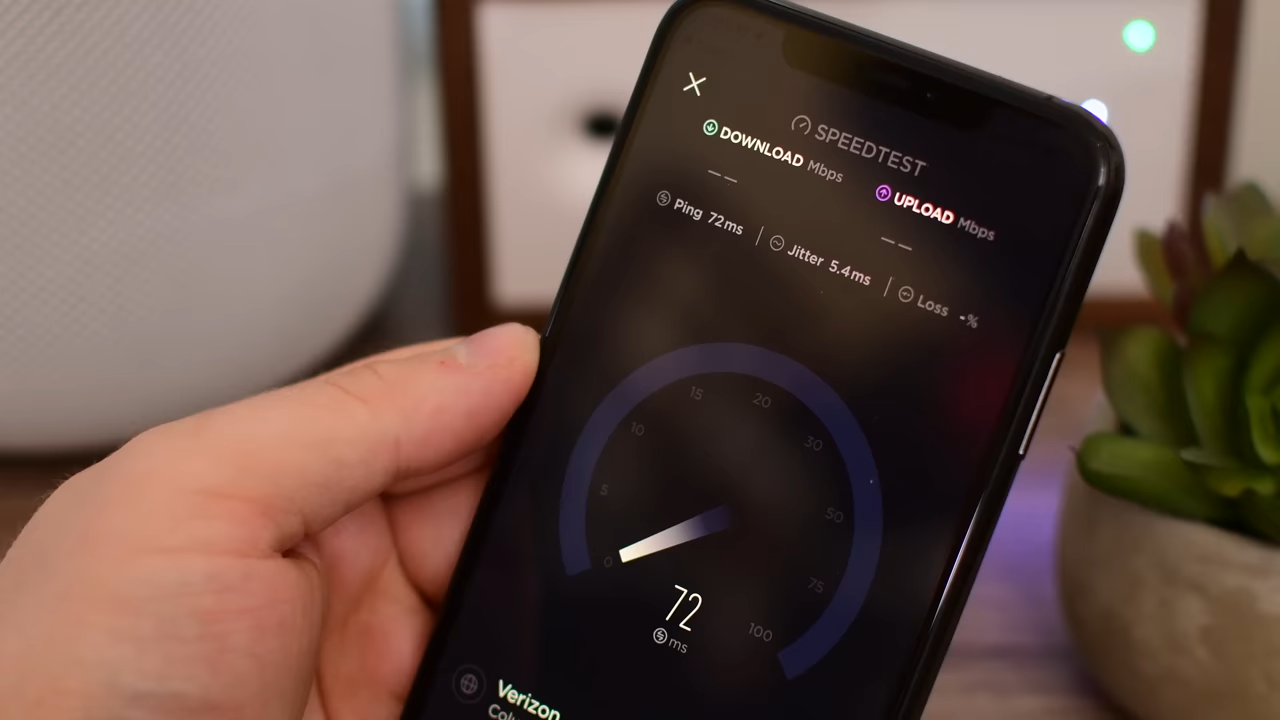 SPEEDTEST
DOWNLOAD Mbps
UPLOAD Mbps
--
--
Ping 72ms | Jitter 5.4ms | Loss -%
0
5
10
15
20
30
50
75
100
72
ms
Verizon